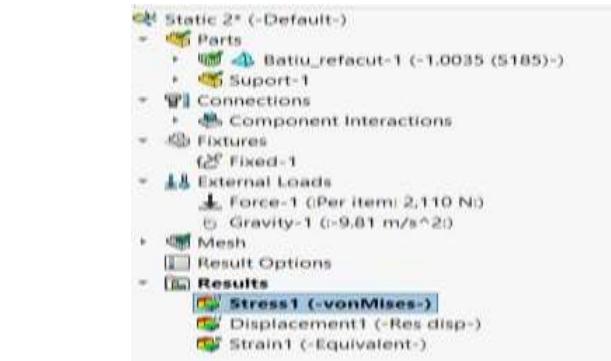 Static 2* (-Default-)
Parts
Batiu_refacut-1 (-1.0035 (S185)-)
Suport-1
Connections
Component Interactions
Fixtures
Fixed-1
External Loads
Force-1 (:Per item: 2,110 N:)
Gravity-1 (:-9.81 m/s^2:)
Mesh
Result Options
Results
Stress1 (-vonMises-)
Displacement1 (-Res disp-)
Strain1 (-Equivalent-)